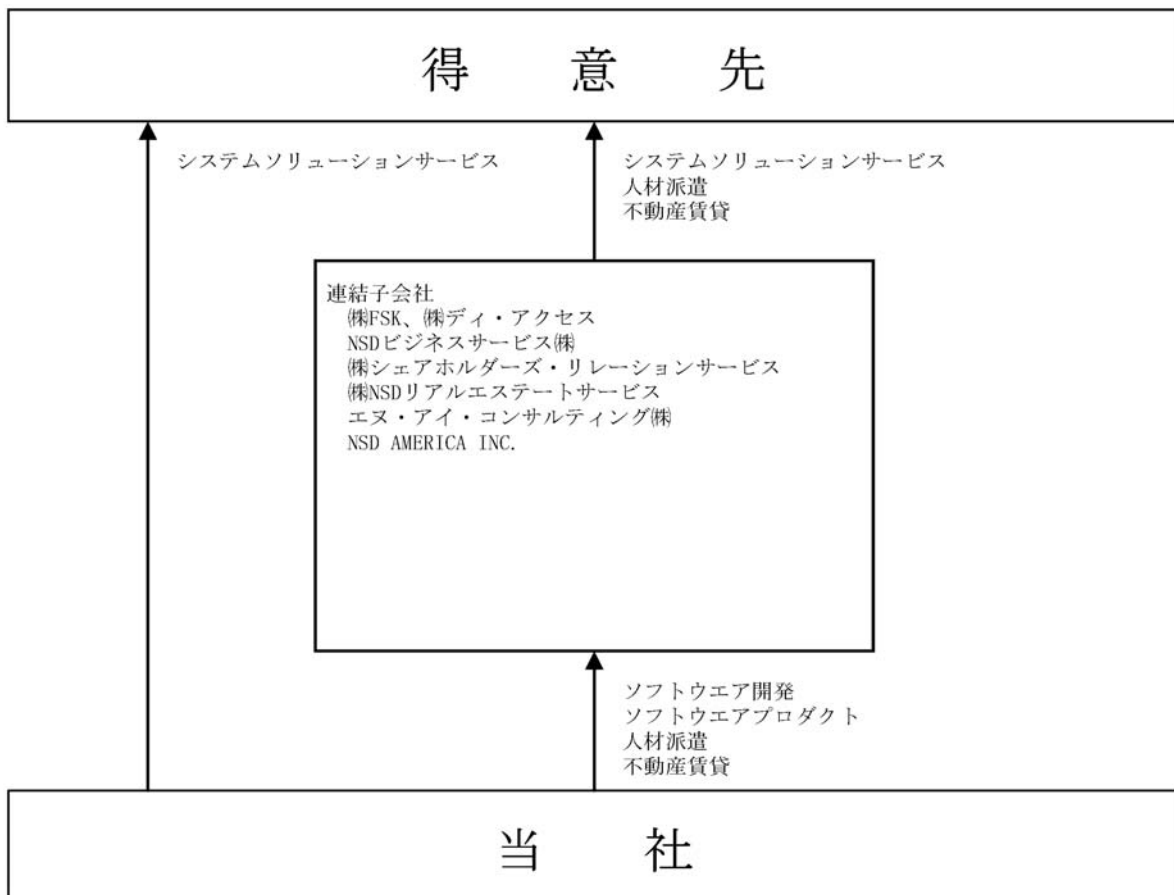 得意先
システムソリューションサービス
システムソリューションサービス
人材派遣
不動産賃貸
連結子会社
㈱FSK、㈱ディ・アクセス
NSDビジネスサービス㈱
㈱シェアホルダーズ・リレーションサービス
㈱NSDリアルエステートサービス
エヌ・アイ・コンサルティング㈱
NSD AMERICA INC.
ソフトウエア開発
ソフトウエアプロダクト
人材派遣
不動産賃貸
当社